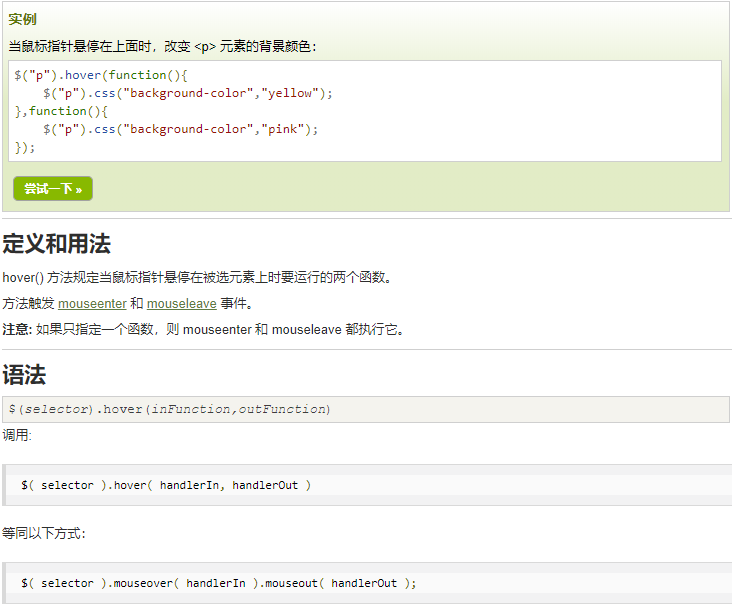 实例
当鼠标指针悬停在上面时，改变 <p> 元素的背景颜色：
$("p").hover(function(){
    $("p").css("background-color","yellow");
},function(){
    $("p").css("background-color","pink");
});
尝试一下 »
定义和用法
hover() 方法规定当鼠标指针悬停在被选元素上时要运行的两个函数。
方法触发 mouseenter 和 mouseleave 事件。
注意: 如果只指定一个函数，则 mouseenter 和 mouseleave 都执行它。
语法
$(selector).hover(inFunction,outFunction)
调用:
$( selector ).hover( handlerIn, handlerOut )
等同以下方式：
$( selector ).mouseover( handlerIn ).mouseout( handlerOut );